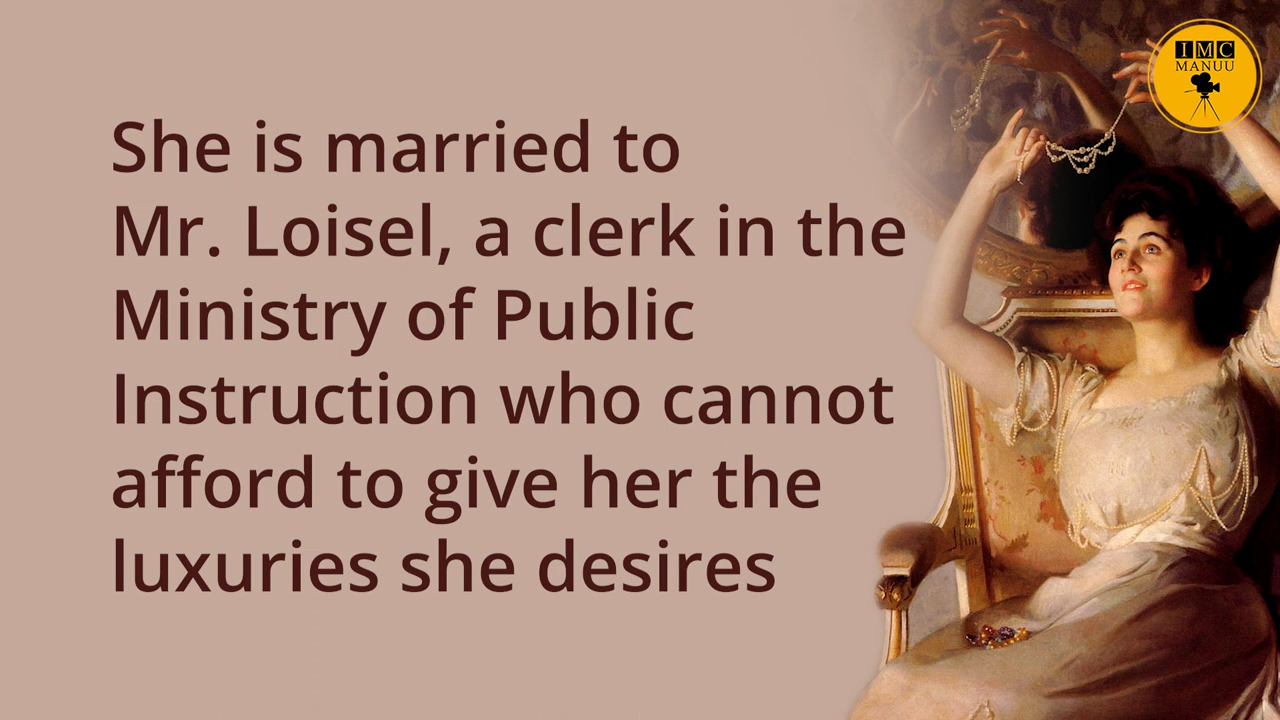 She is married to
Mr. Loisel, a clerk in the
Ministry of Public
Instruction who cannot
afford to give her the
luxuries she desires
IMC
MANUU